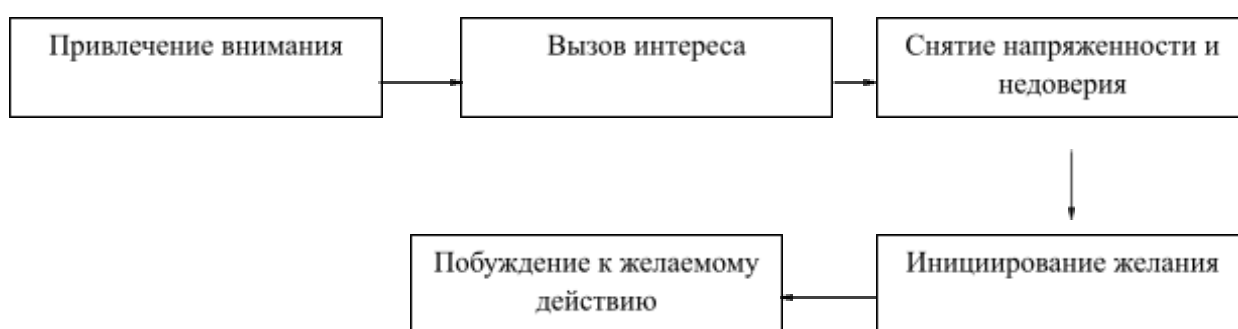 Привлечение внимания
Вызов интереса
Снятие напряженности и
недоверия
Инициирование желания
Побуждение к желаемому
действию